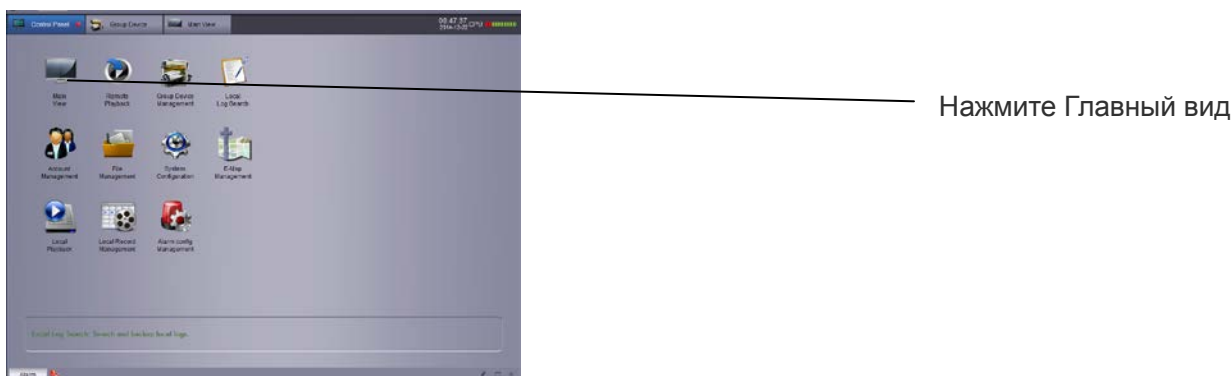 Control Panel
Group Device
Main View
Main
View
Remote
Playback
Group Device
Management
Local
Log Search
Нажмите Главный вид
Account
Management
File
Management
System
Configuration
E-Map
Management
Local
Playback
Local Record
Management
Alarm config
Management
Local Log Search: Search and backup local logs.